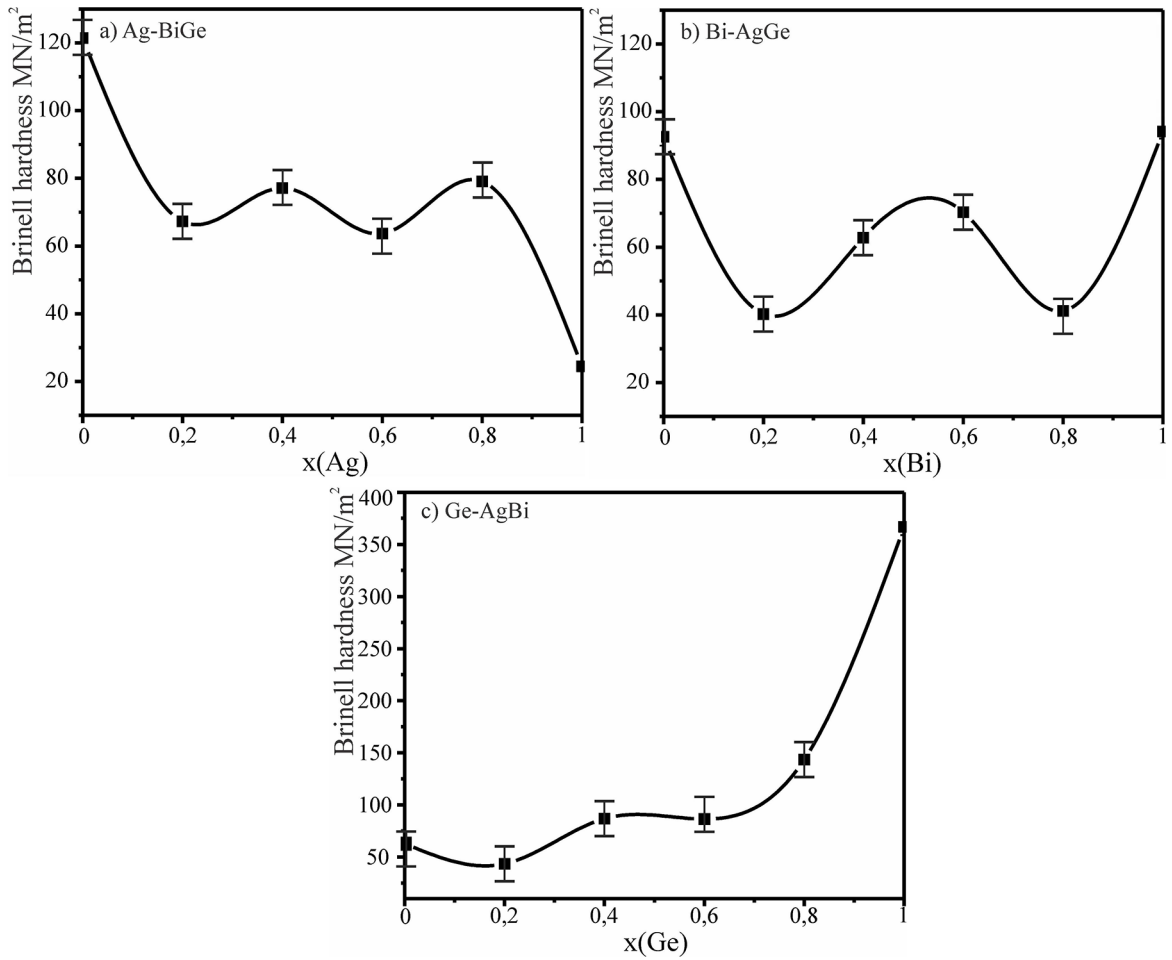 a) Ag-BiGe
Brinell hardness MN/m²
120
100
80
60
40
20
0 0,2 0,4 0,6 0,8 1
x(Ag)
b) Bi-AgGe
Brinell hardness MN/m²
120
100
80
60
40
20
0 0,2 0,4 0,6 0,8 1
x(Bi)
c) Ge-AgBi
Brinell hardness MN/m²
400
350
300
250
200
150
100
50
0 0,2 0,4 0,6 0,8 1
x(Ge)